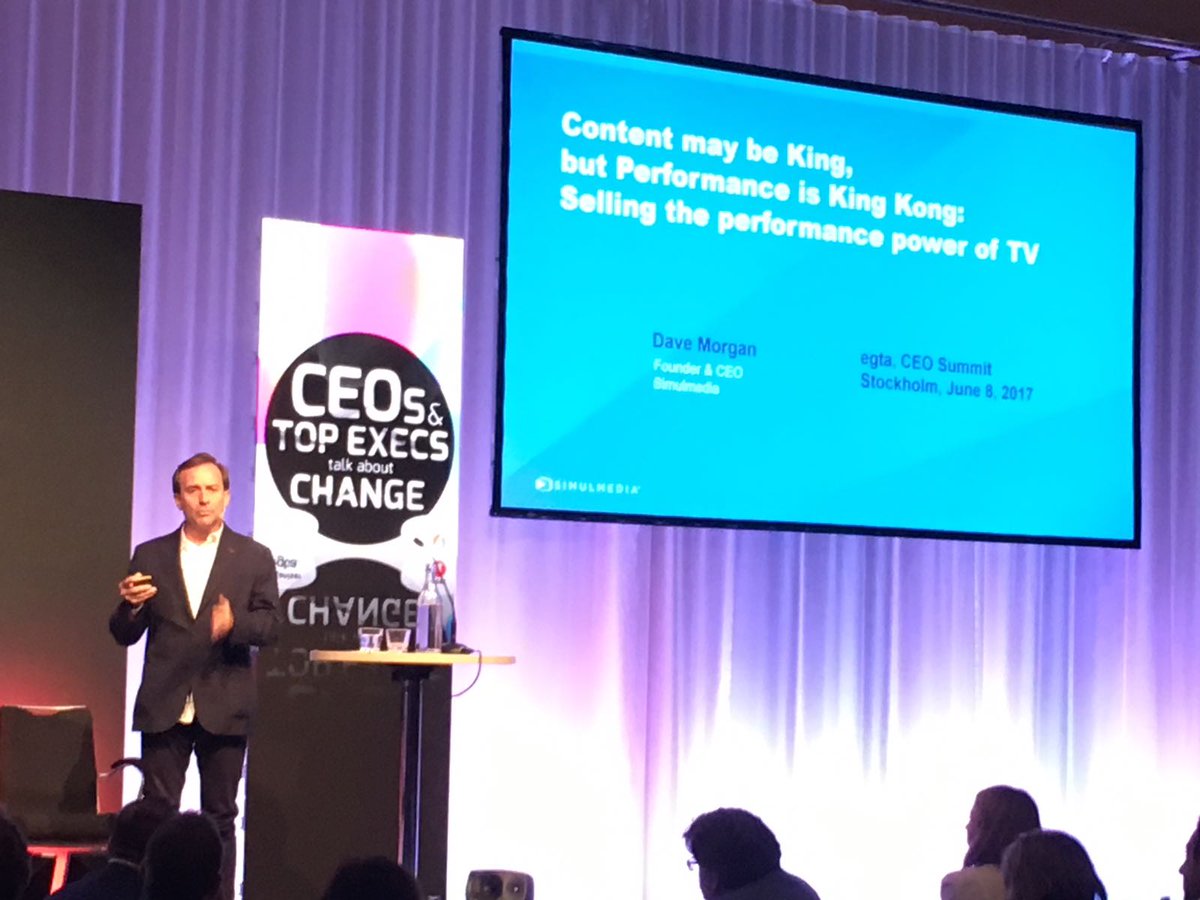 Content may be King,
but Performance is King Kong:
Selling the performance power of TV
Dave Morgan
Founder & CEO
Simulmedia
egta, CEO Summit
Stockholm, June 8, 2017
SIMULMEDIA
CEOs &
TOP EXECS
talk about
CHANGE
CHANGE